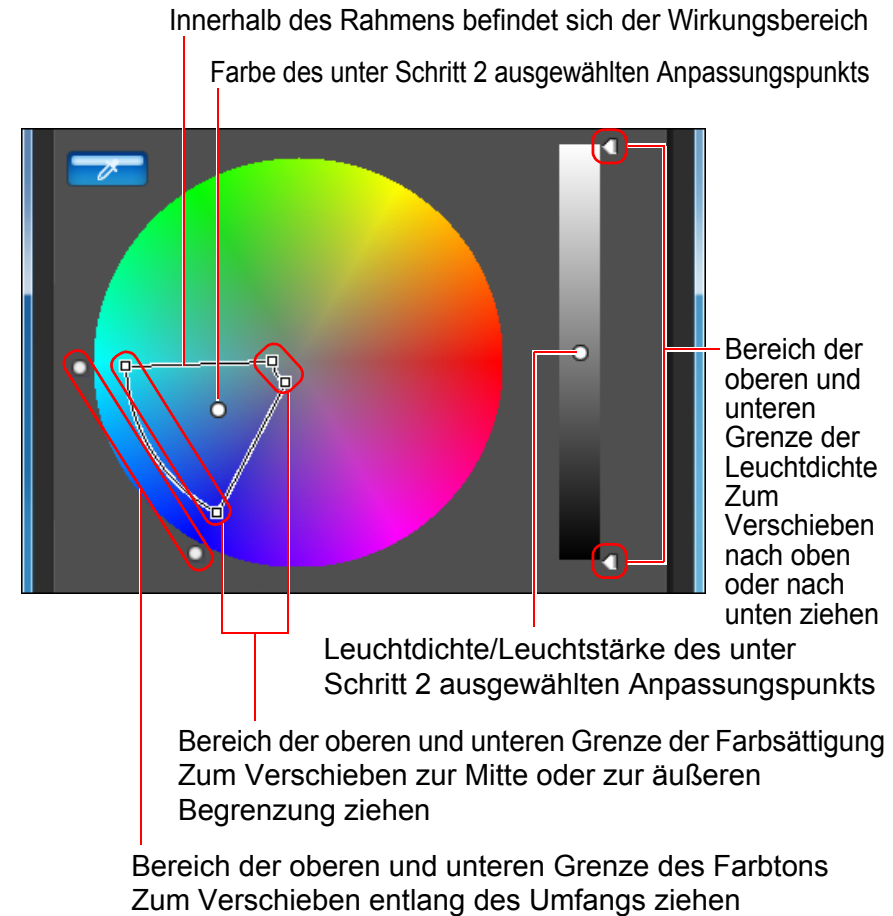 Innerhalb des Rahmens befindet sich der Wirkungsbereich
Farbe des unter Schritt 2 ausgewählten Anpassungspunkts
Bereich der
oberen und
unteren
Grenze der
Leuchtdichte
Zum
Verschieben
nach oben
oder nach
unten ziehen
Leuchtdichte/Leuchtstärke des unter
Schritt 2 ausgewählten Anpassungspunkts
Bereich der oberen und unteren Grenze der Farbsättigung
Zum Verschieben zur Mitte oder zur äußeren
Begrenzung ziehen
Bereich der oberen und unteren Grenze des Farbtons
Zum Verschieben entlang des Umfangs ziehen